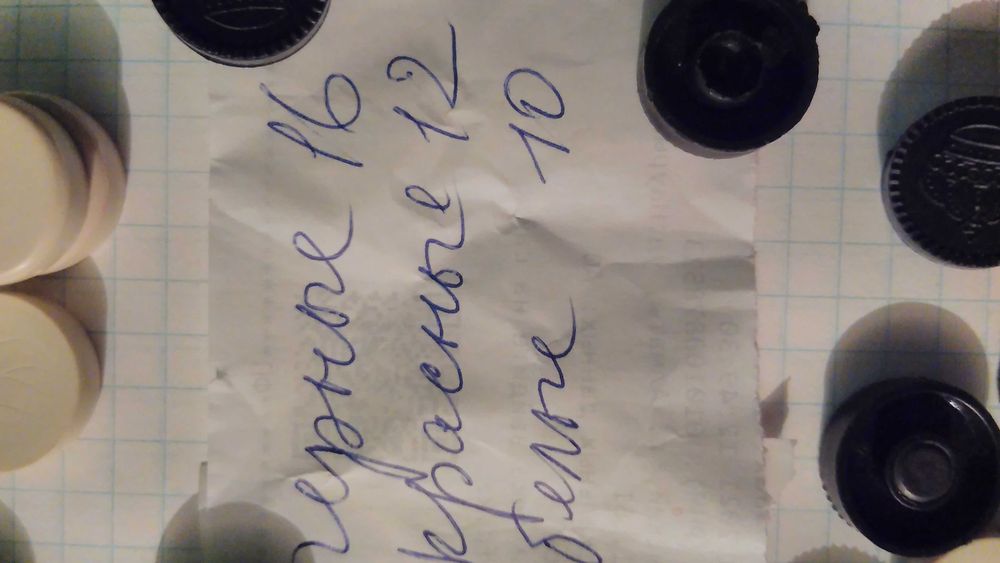 черные 16
красные 12
белые 10